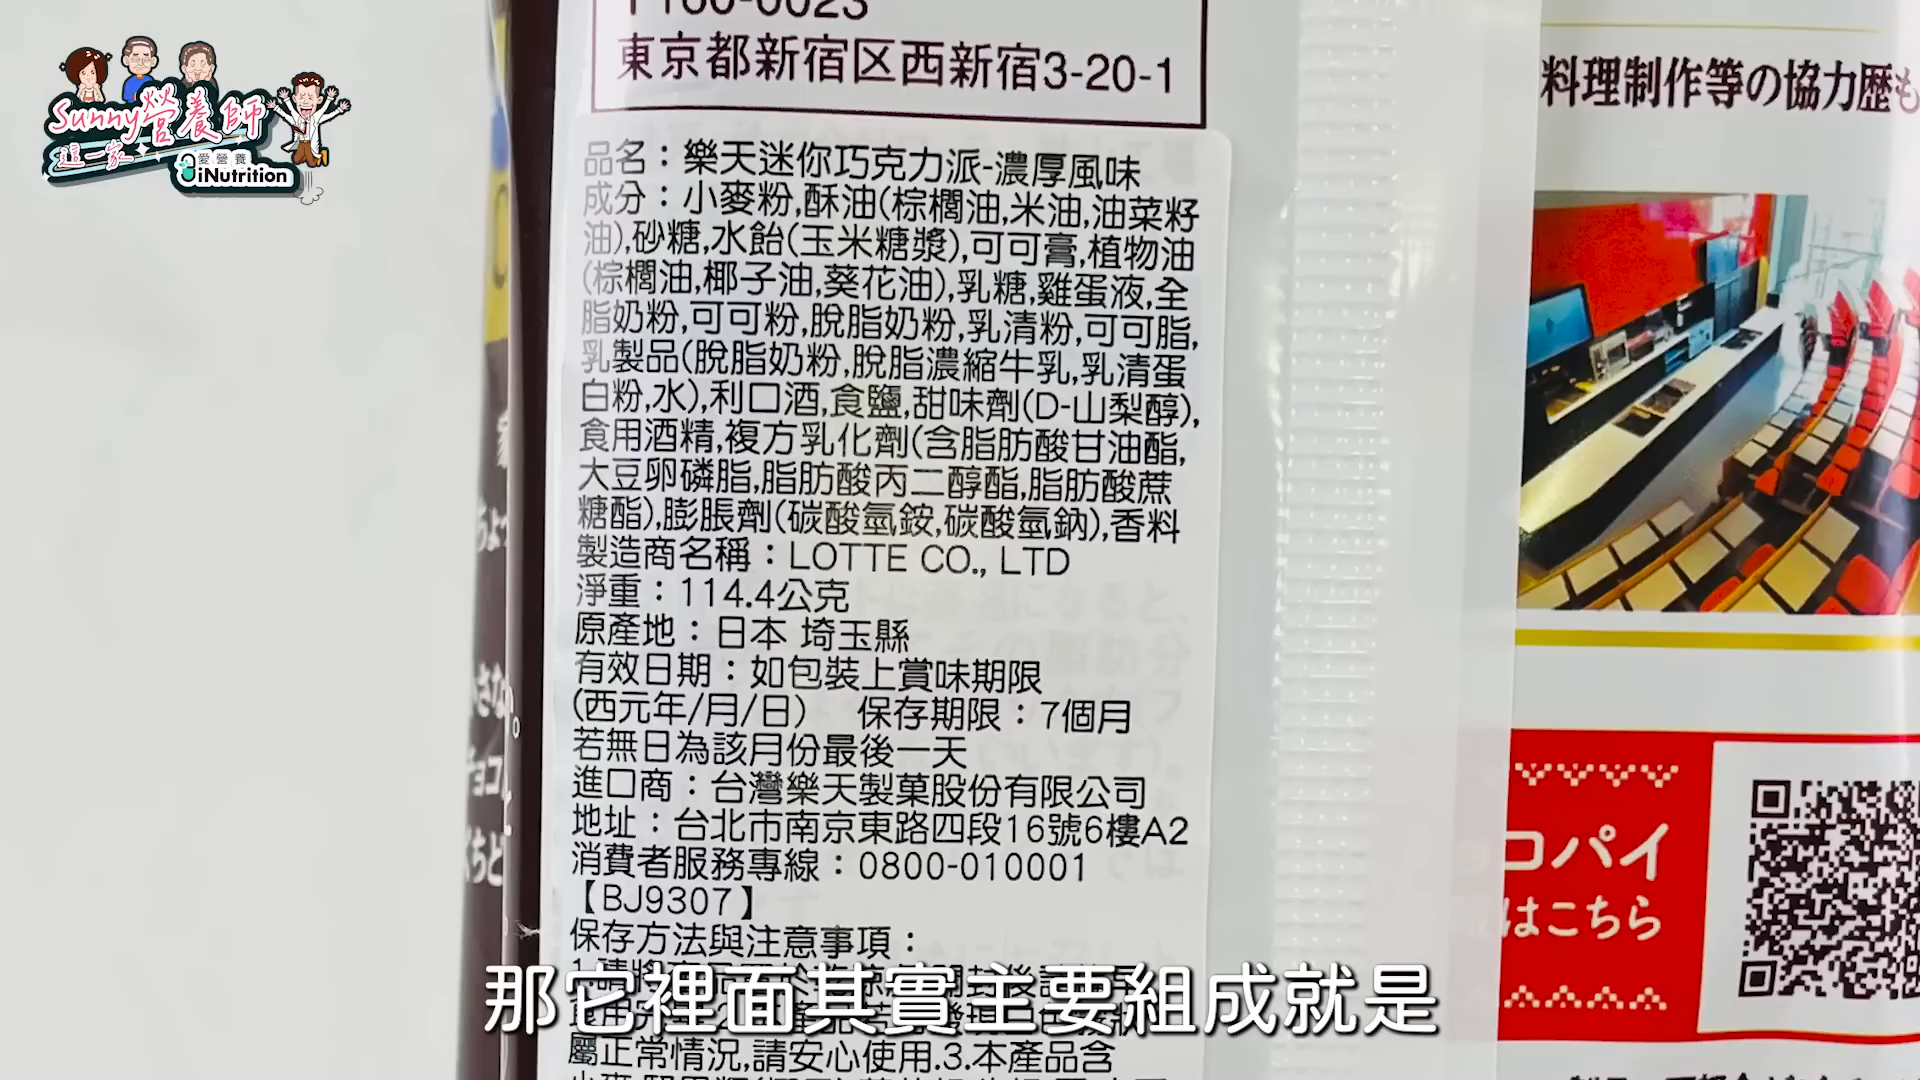 Sunny營養師
這一家
愛營養
iNutrition
東京都新宿区西新宿3-20-1
品名：樂天迷你巧克力派-濃厚風味
成分：小麥粉,酥油(棕櫚油,米油,油菜籽
油),砂糖,水飴(玉米糖漿),可可膏,植物油
(棕櫚油,椰子油,葵花油),乳糖,雞蛋液,全
脂奶粉,可可粉,脫脂奶粉,乳清粉,可可脂,
乳製品(脫脂奶粉,脫脂濃縮牛乳,乳清蛋
白粉,水),利口酒,食鹽,甜味劑(D-山梨醇),
食用酒精,複方乳化劑(含脂肪酸甘油酯,
大豆卵磷脂,脂肪酸丙二醇酯,脂肪酸蔗
糖酯),膨脹劑(碳酸氫銨,碳酸氫鈉),香料
製造商名稱：LOTTE CO., LTD
淨重：114.4公克
原產地：日本 埼玉縣
有效日期：如包裝上賞味期限
(西元年/月/日)　保存期限：7個月
若無日為該月份最後一天
進口商：台灣樂天製菓股份有限公司
地址：台北市南京東路四段16號6樓A2
消費者服務專線：0800-010001
【BJ9307】
保存方法與注意事項：
屬正常情況,請安心使用.3.本產品含
料理制作等の協力歴も
コパイ
はこちら
那它裡面其實主要組成就是